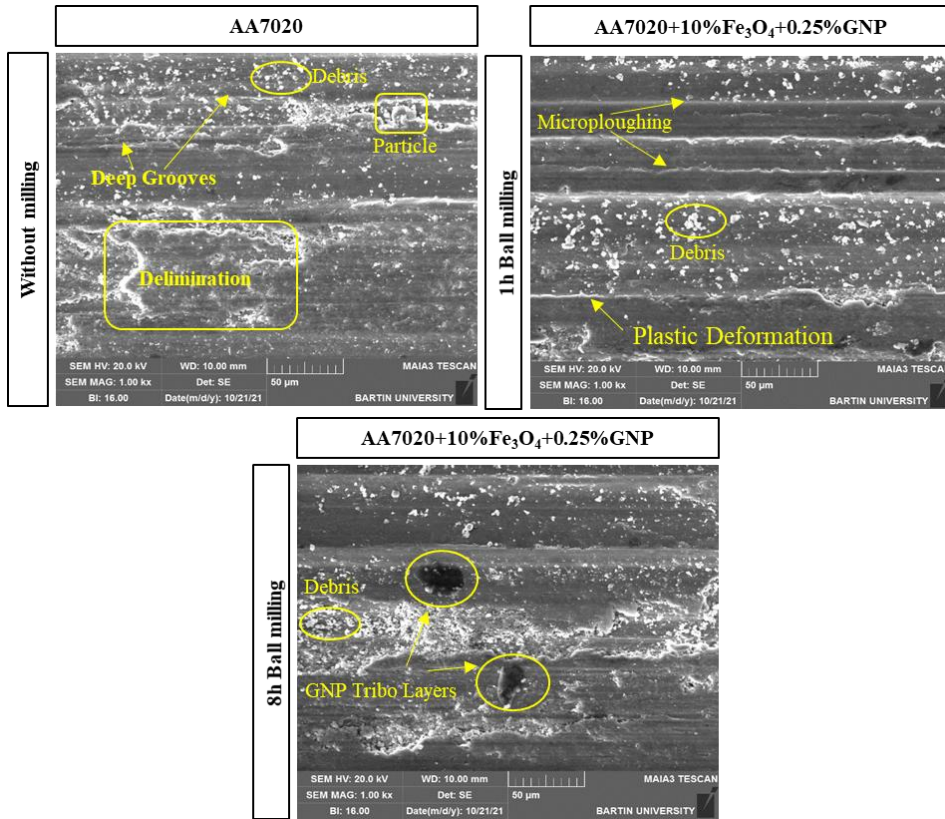 AA7020
Without milling
Debris
Particle
Deep Grooves
Delimination
SEM HV: 20.0 kV WD: 10.00 mm MAIA3 TESCAN
SEM MAG: 1.00 kx Det: SE 50 µm
BI: 16.00 Date(m/d/y): 10/21/21 BARTIN UNIVERSITY
AA7020+10%Fe₃O₄+0.25%GNP
1h Ball milling
Microploughing
Debris
Plastic Deformation
SEM HV: 20.0 kV WD: 10.00 mm MAIA3 TESCAN
SEM MAG: 1.00 kx Det: SE 50 µm
BI: 16.00 Date(m/d/y): 10/21/21 BARTIN UNIVERSITY
AA7020+10%Fe₃O₄+0.25%GNP
8h Ball milling
Debris
GNP Tribo Layers
SEM HV: 20.0 kV WD: 10.00 mm MAIA3 TESCAN
SEM MAG: 1.00 kx Det: SE 50 µm
BI: 16.00 Date(m/d/y): 10/21/21 BARTIN UNIVERSITY